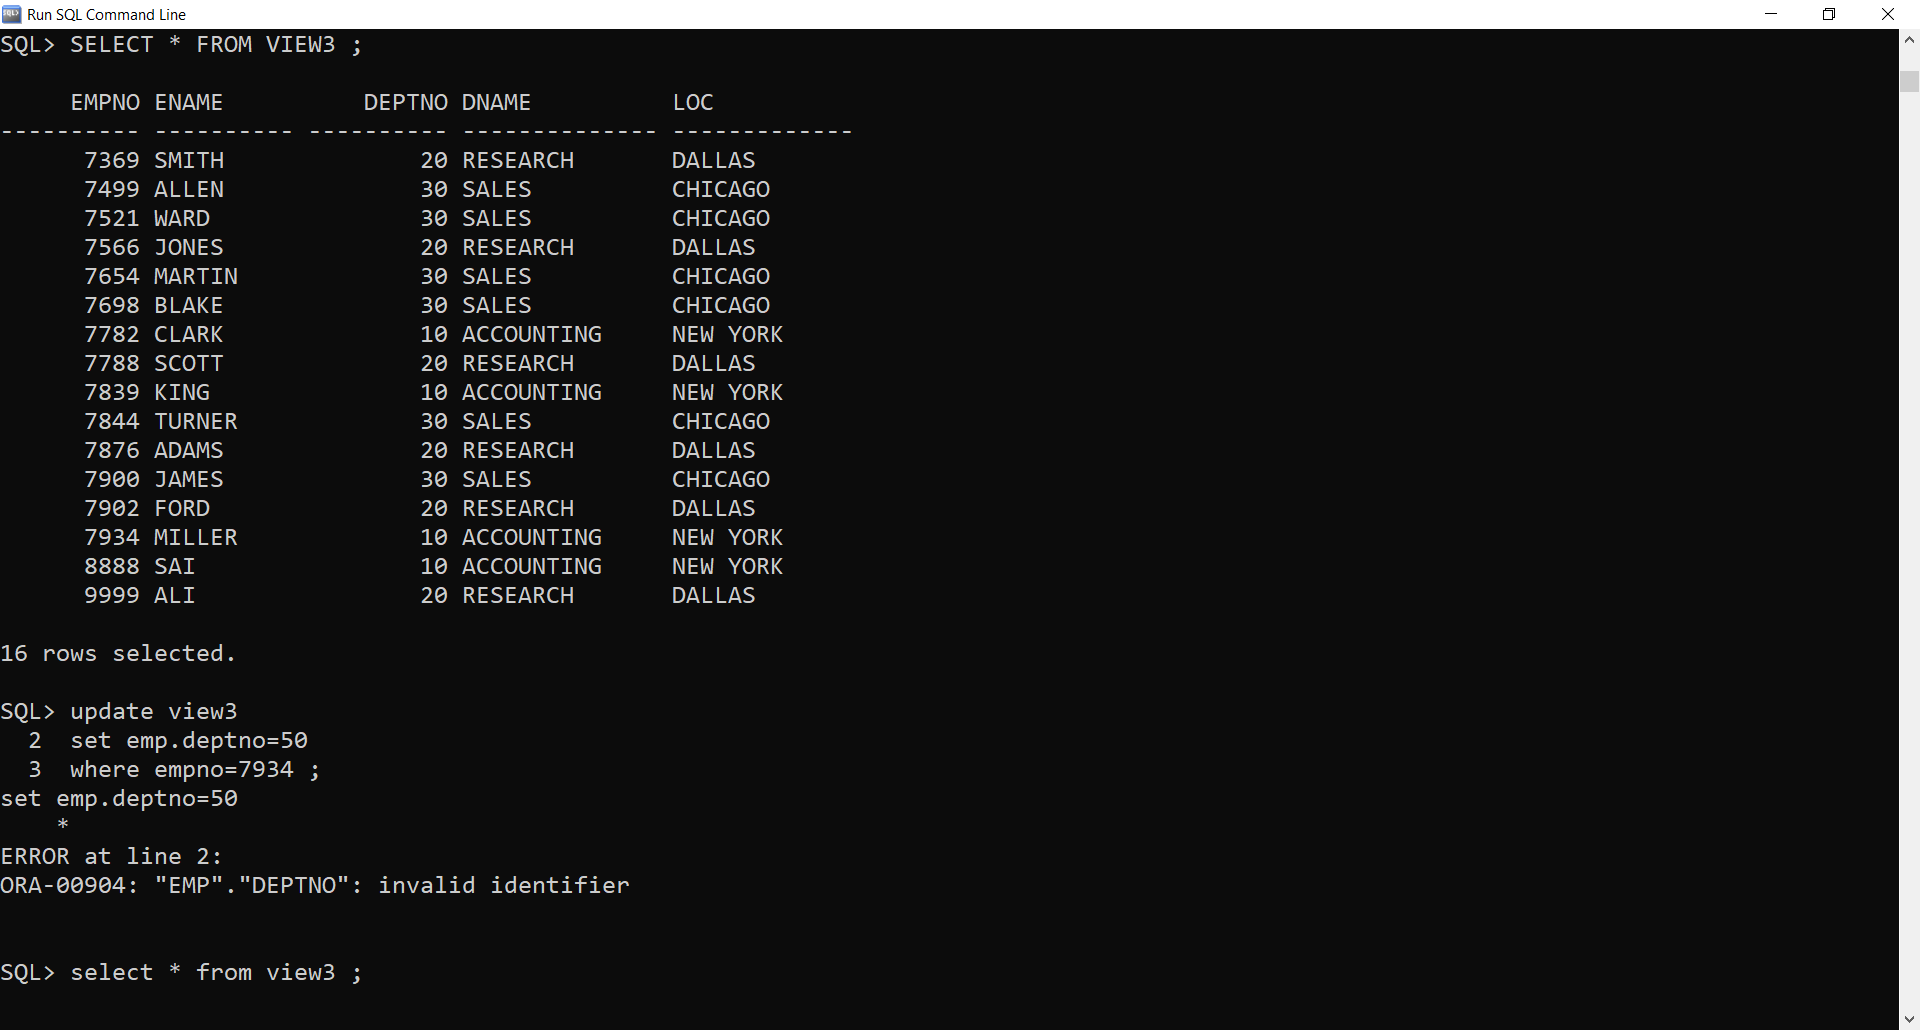 Run SQL Command Line
SQL> SELECT * FROM VIEW3 ;

     EMPNO ENAME          DEPTNO DNAME          LOC
---------- ---------- ---------- -------------- -------------
      7369 SMITH              20 RESEARCH       DALLAS
      7499 ALLEN              30 SALES          CHICAGO
      7521 WARD               30 SALES          CHICAGO
      7566 JONES              20 RESEARCH       DALLAS
      7654 MARTIN             30 SALES          CHICAGO
      7698 BLAKE              30 SALES          CHICAGO
      7782 CLARK              10 ACCOUNTING     NEW YORK
      7788 SCOTT              20 RESEARCH       DALLAS
      7839 KING               10 ACCOUNTING     NEW YORK
      7844 TURNER             30 SALES          CHICAGO
      7876 ADAMS              20 RESEARCH       DALLAS
      7900 JAMES              30 SALES          CHICAGO
      7902 FORD               20 RESEARCH       DALLAS
      7934 MILLER             10 ACCOUNTING     NEW YORK
      8888 SAI                10 ACCOUNTING     NEW YORK
      9999 ALI                20 RESEARCH       DALLAS

16 rows selected.

SQL> update view3
  2  set emp.deptno=50
  3  where empno=7934 ;
set emp.deptno=50
    *
ERROR at line 2:
ORA-00904: "EMP"."DEPTNO": invalid identifier


SQL> select * from view3 ;